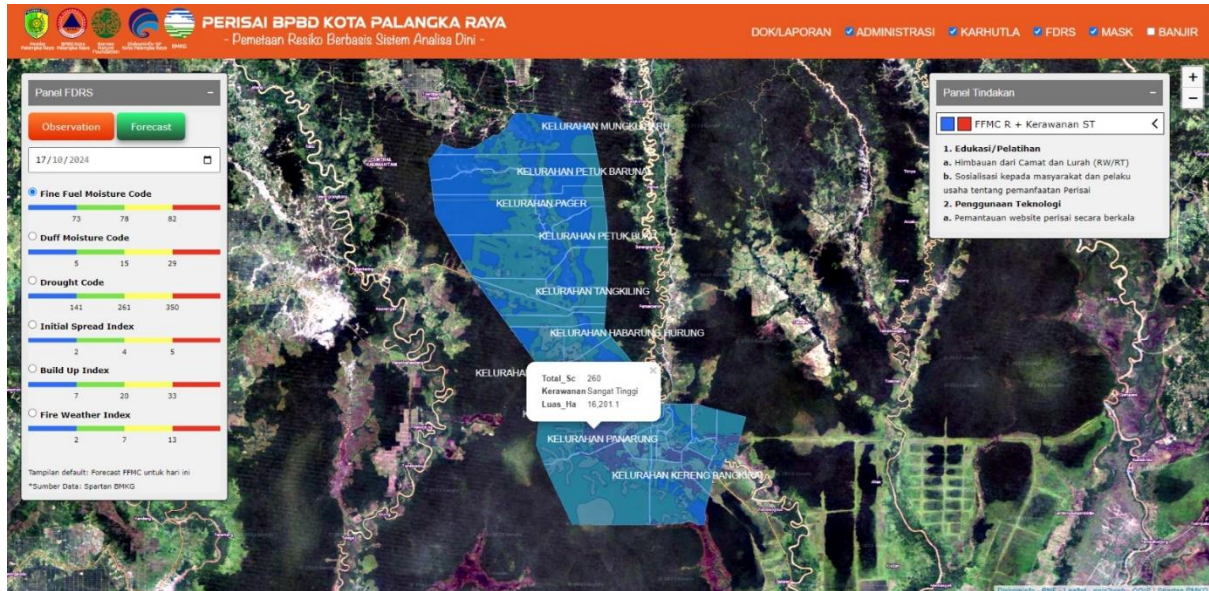 PERISAI BPBD KOTA PALANGKA RAYA
- Pemetaan Resiko Berbasis Sistem Analisa Dini -
BMKG
DOK/LAPORAN ADMINISTRASI KARHUTLA FDRS MASK BANJIR
Panel FDRS −
Observation Forecast
17/10/2024
Fine Fuel Moisture Code
73 78 82
Duff Moisture Code
5 15 29
Drought Code
141 261 350
Initial Spread Index
2 4 5
Build Up Index
7 20 33
Fire Weather Index
2 7 13
Tampilan default: Forecast FFMC untuk hari ini
*Sumber Data: Spartan BMKG
KELURAHAN MUNGKU BARU
KELURAHAN PETUK BARUNAI
KELURAHAN PAGER
KELURAHAN PETUK BUKIT
KELURAHAN TANGKILING
KELURAHAN HABARUNG HURUNG
KELURAHA
Total_Sc 260
Kerawanan Sangat Tinggi
Luas_Ha 16,201.1
×
KELURAHAN PANARUNG
KELURAHAN KERENG BANGKIRAI
+
−
Panel Tindakan −
FFMC R + Kerawanan ST
1. Edukasi/Pelatihan
a. Himbauan dari Camat dan Lurah (RW/RT)
b. Sosialisasi kepada masyarakat dan pelaku
usaha tentang pemanfaatan Perisai
2. Penggunaan Teknologi
a. Pemantauan website perisai secara berkala